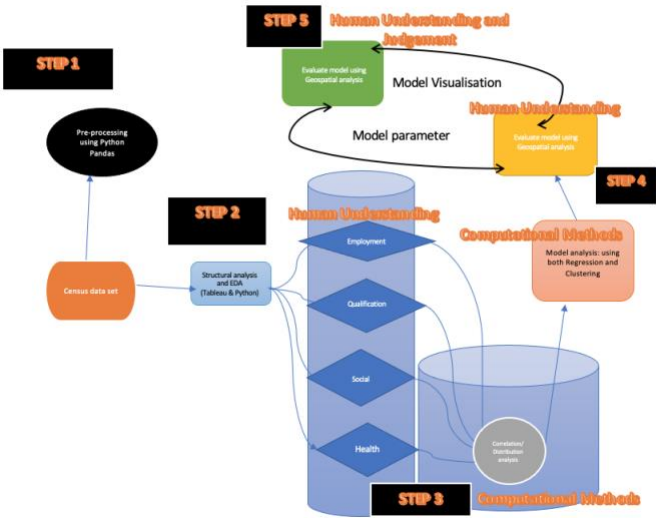 STEP 5
Human Understanding and
Judgement
STEP 1
Evaluate model using
Geospatial analysis
Model Visualisation
Human Understanding
Pre-processing
using Python
Pandas
Model parameter
Evaluate model using
Geospatial analysis
STEP 4
STEP 2
Human Understanding
Computational Methods
Employment
Model analysis: using
both Regression and
Clustering
Structural analysis
and EDA
(Tableau & Python)
Census data set
Qualification
Social
Health
Correlation/
Distribution
analysis
STEP 3
Computational Methods